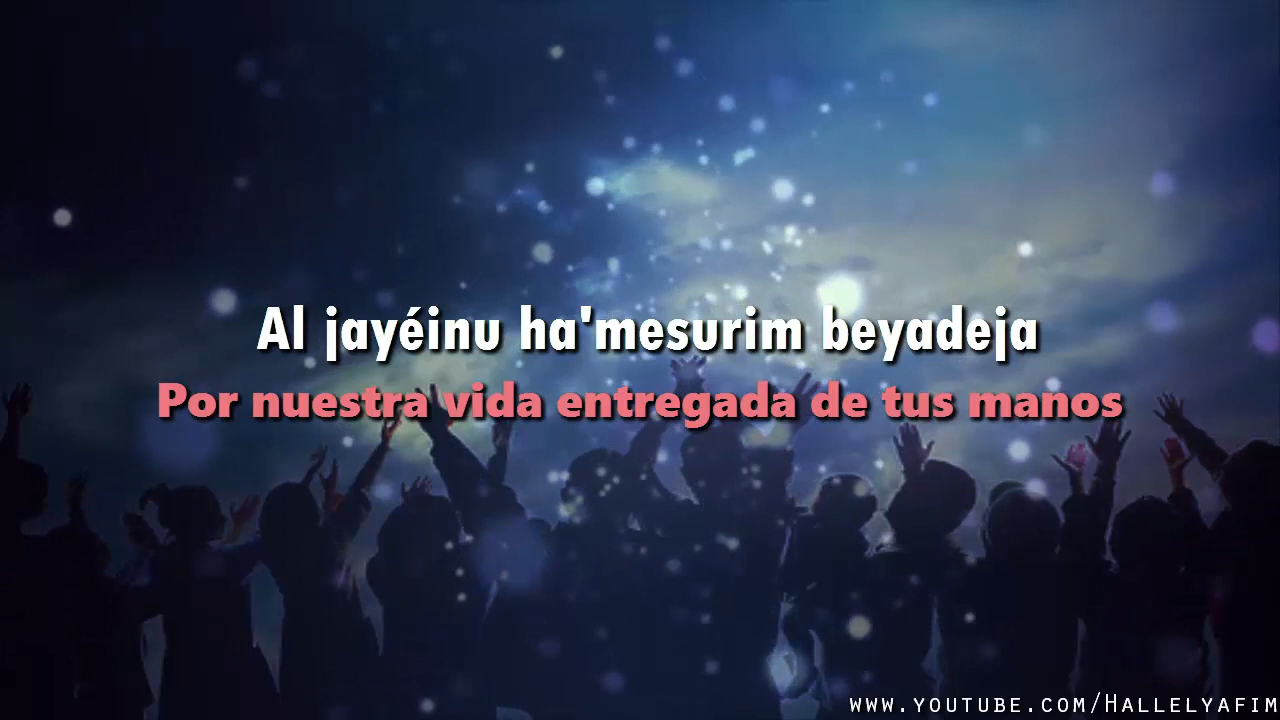 Al jayéinu ha'mesurim beyadeja
Por nuestra vida entregada de tus manos
www.youtube.com/Hallelyafim